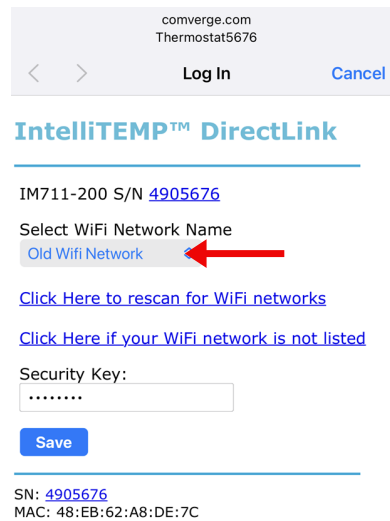 comverge.com
Thermostat5676
Log In Cancel
IntelliTEMP™ DirectLink
IM711-200 S/N 4905676
Select WiFi Network Name
Old Wifi Network
Click Here to rescan for WiFi networks
Click Here if your WiFi network is not listed
Security Key:
••••••••
Save
SN: 4905676
MAC: 48:EB:62:A8:DE:7C